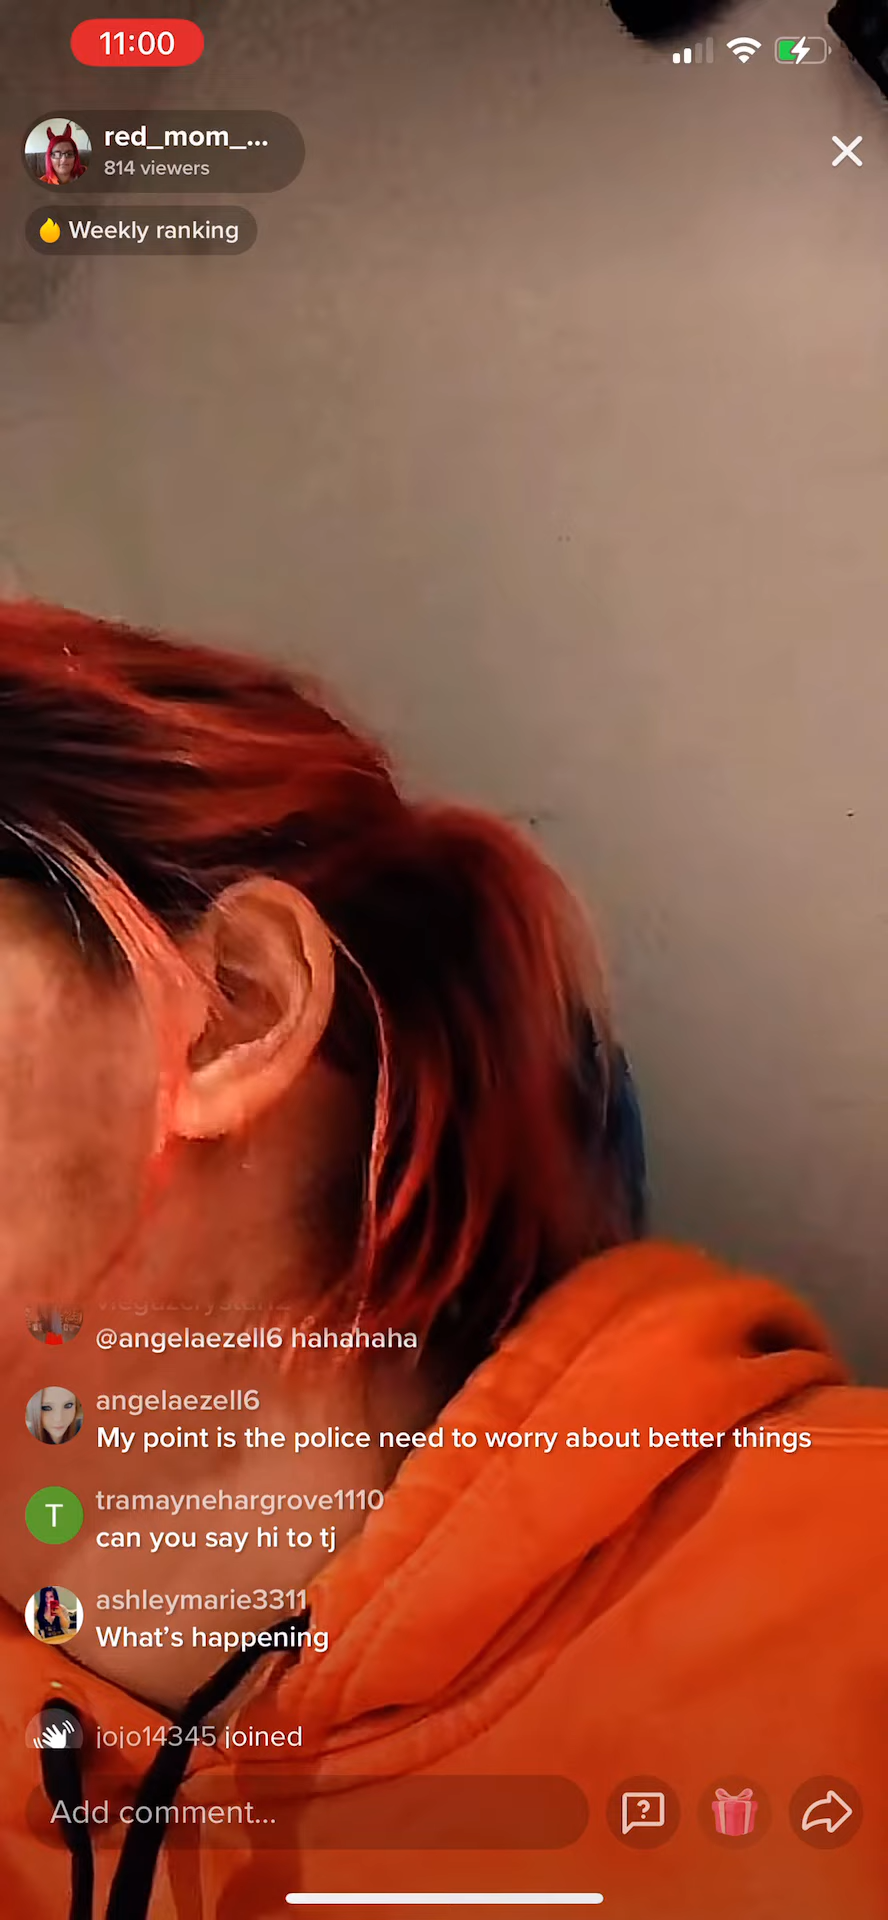 11:00
red_mom_...
814 viewers
Weekly ranking
@angelaezell6 hahahaha
angelaezell6
My point is the police need to worry about better things
T
tramaynehargrove1110
can you say hi to tj
ashleymarie3311
What's happening
jojo14345 joined
Add comment...
?